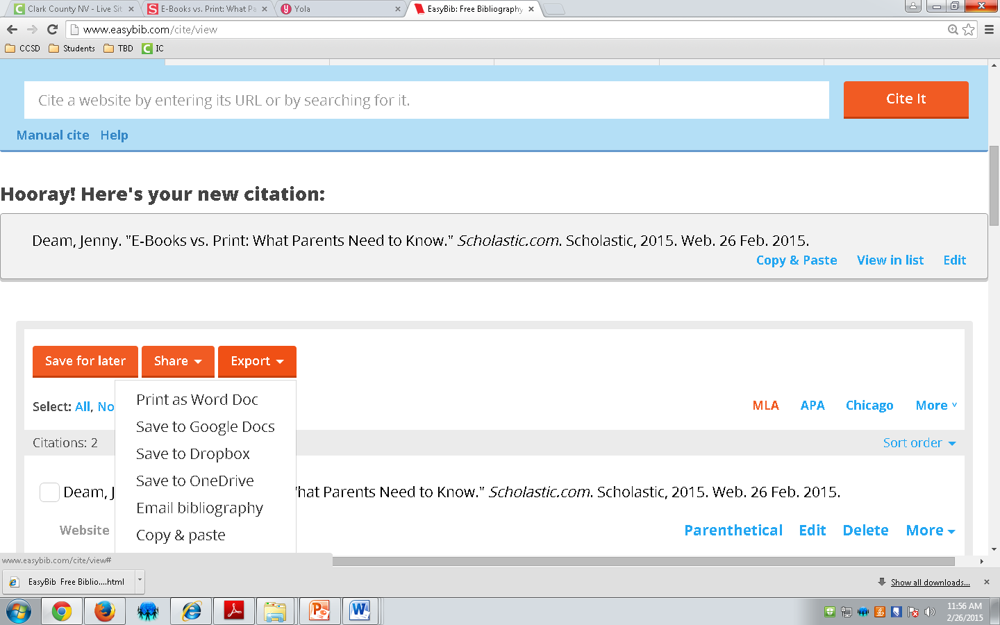 Clark County NV - Live Sit
E-Books vs. Print: What Pa
Yola
EasyBib: Free Bibliography
www.easybib.com/cite/view
CCSD
Students
TBD
IC
Cite a website by entering its URL or by searching for it.
Cite It
Manual cite Help
Hooray! Here's your new citation:
Deam, Jenny. "E-Books vs. Print: What Parents Need to Know." Scholastic.com. Scholastic, 2015. Web. 26 Feb. 2015.
Copy & Paste View in list Edit
Save for later Share Export
Select: All, No
Print as Word Doc
Save to Google Docs
Save to Dropbox
Save to OneDrive
Email bibliography
Copy & paste
MLA APA Chicago More
Citations: 2
Sort order
Deam, J
hat Parents Need to Know." Scholastic.com. Scholastic, 2015. Web. 26 Feb. 2015.
Website
Parenthetical Edit Delete More
www.easybib.com/cite/view#
EasyBib Free Biblio....html
Show all downloads...
11:56 AM
2/26/2015